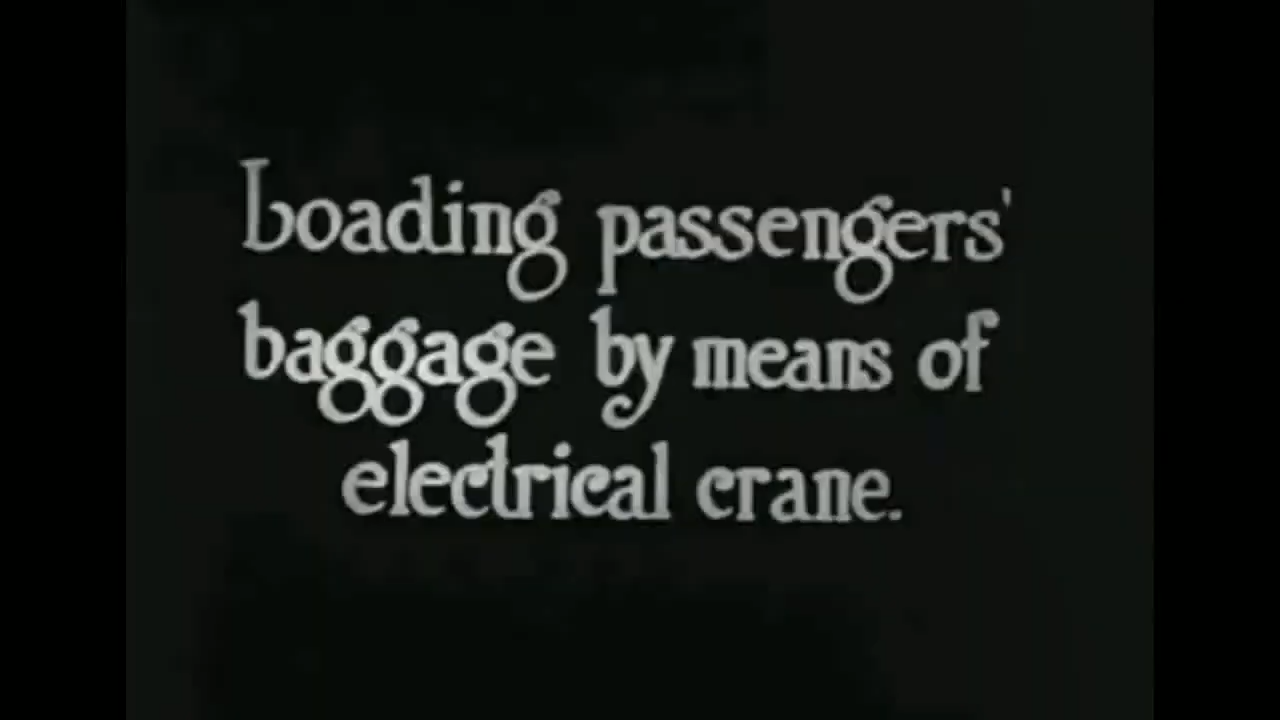 Loading passengers'
baggage by means of
electrical crane.